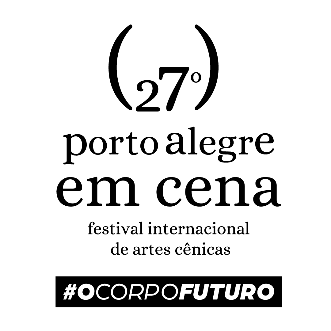 (27º)
porto alegre
em cena
festival internacional
de artes cênicas
#OCORPOFUTURO